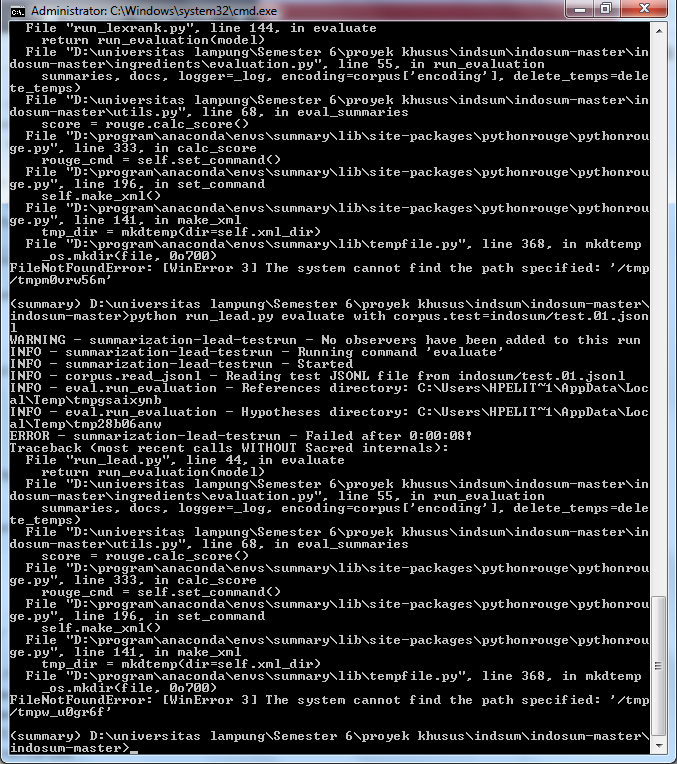 Administrator: C:\Windows\system32\cmd.exe
File "run_lexrank.py", line 144, in evaluate
return run_evaluation(model)
File "D:\universitas lampung\Semester 6\proyek khusus\indsum\indosum-master\in
dosum-master\ingredients\evaluation.py", line 55, in run_evaluation
summaries, docs, logger=_log, encoding=corpus['encoding'], delete_temps=dele
te_temps)
File "D:\universitas lampung\Semester 6\proyek khusus\indsum\indosum-master\in
dosum-master\utils.py", line 68, in eval_summaries
score = rouge.calc_score()
File "D:\program\anaconda\envs\summary\lib\site-packages\pythonrouge\pythonrou
ge.py", line 333, in calc_score
rouge_cmd = self.set_command()
File "D:\program\anaconda\envs\summary\lib\site-packages\pythonrouge\pythonrou
ge.py", line 196, in set_command
self.make_xml()
File "D:\program\anaconda\envs\summary\lib\site-packages\pythonrouge\pythonrou
ge.py", line 141, in make_xml
tmp_dir = mkdtemp(dir=self.xml_dir)
File "D:\program\anaconda\envs\summary\lib\tempfile.py", line 368, in mkdtemp
_os.mkdir(file, 0o700)
FileNotFoundError: [WinError 3] The system cannot find the path specified: '/tmp
/tmpm0vrw56m'
(summary) D:\universitas lampung\Semester 6\proyek khusus\indsum\indosum-master\
indosum-master>python run_lead.py evaluate with corpus.test=indosum/test.01.json
l
WARNING - summarization-lead-testrun - No observers have been added to this run
INFO - summarization-lead-testrun - Running command 'evaluate'
INFO - summarization-lead-testrun - Started
INFO - corpus.read_jsonl - Reading test JSONL file from indosum/test.01.jsonl
INFO - eval.run_evaluation - References directory: C:\Users\HPELIT~1\AppData\Loc
al\Temp\tmpgsaixynb
INFO - eval.run_evaluation - Hypotheses directory: C:\Users\HPELIT~1\AppData\Loc
al\Temp\tmp28b06anw
ERROR - summarization-lead-testrun - Failed after 0:00:08!
Traceback (most recent calls WITHOUT Sacred internals):
File "run_lead.py", line 44, in evaluate
return run_evaluation(model)
File "D:\universitas lampung\Semester 6\proyek khusus\indsum\indosum-master\in
dosum-master\ingredients\evaluation.py", line 55, in run_evaluation
summaries, docs, logger=_log, encoding=corpus['encoding'], delete_temps=dele
te_temps)
File "D:\universitas lampung\Semester 6\proyek khusus\indsum\indosum-master\in
dosum-master\utils.py", line 68, in eval_summaries
score = rouge.calc_score()
File "D:\program\anaconda\envs\summary\lib\site-packages\pythonrouge\pythonrou
ge.py", line 333, in calc_score
rouge_cmd = self.set_command()
File "D:\program\anaconda\envs\summary\lib\site-packages\pythonrouge\pythonrou
ge.py", line 196, in set_command
self.make_xml()
File "D:\program\anaconda\envs\summary\lib\site-packages\pythonrouge\pythonrou
ge.py", line 141, in make_xml
tmp_dir = mkdtemp(dir=self.xml_dir)
File "D:\program\anaconda\envs\summary\lib\tempfile.py", line 368, in mkdtemp
_os.mkdir(file, 0o700)
FileNotFoundError: [WinError 3] The system cannot find the path specified: '/tmp
/tmpw_u0gr6f'
(summary) D:\universitas lampung\Semester 6\proyek khusus\indsum\indosum-master\
indosum-master>_